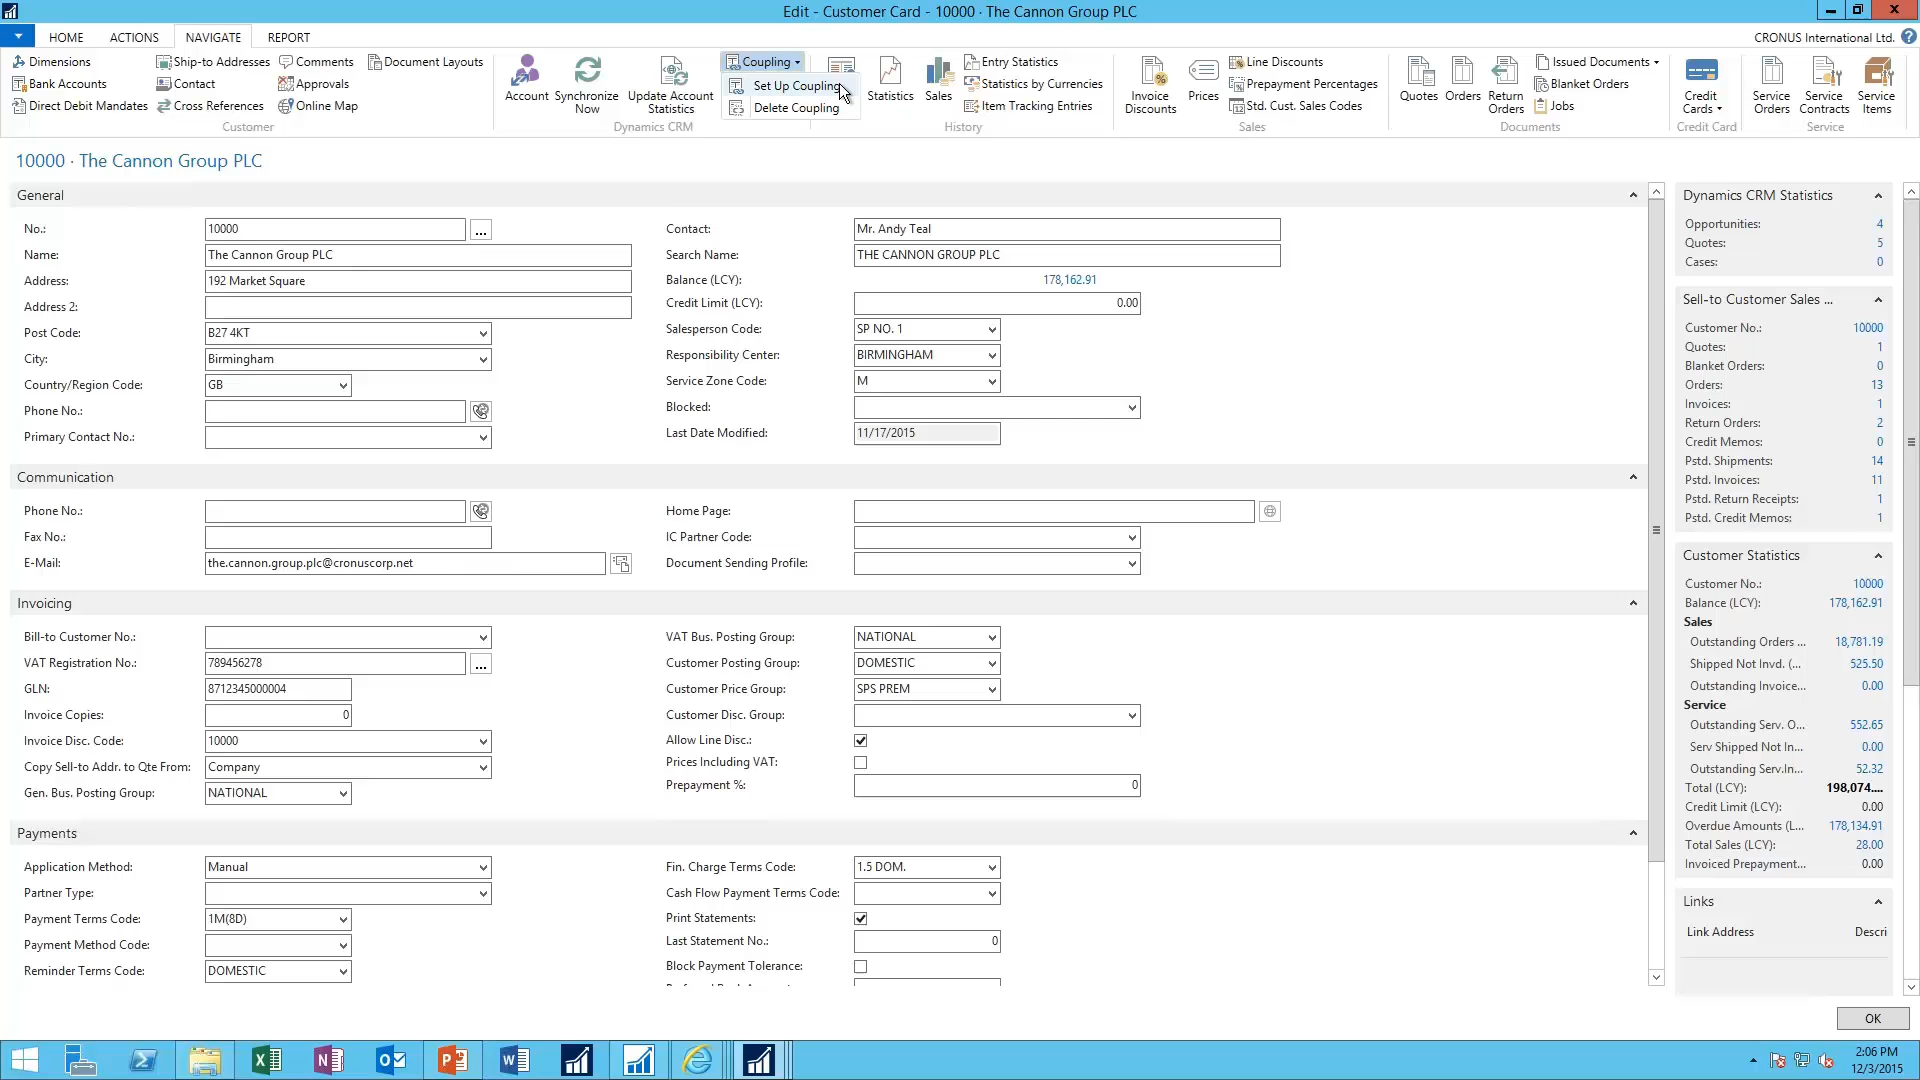 Edit - Customer Card - 10000 · The Cannon Group PLC
HOME ACTIONS NAVIGATE REPORT
CRONUS International Ltd.
Dimensions
Bank Accounts
Direct Debit Mandates
Ship-to Addresses
Contact
Cross References
Comments
Approvals
Online Map
Document Layouts
Customer
Account
Synchronize Now
Update Account Statistics
Coupling
Set Up Coupling
Delete Coupling
Dynamics CRM
Statistics
Sales
Entry Statistics
Statistics by Currencies
Item Tracking Entries
History
Invoice Discounts
Prices
Line Discounts
Prepayment Percentages
Std. Cust. Sales Codes
Sales
Quotes
Orders
Return Orders
Issued Documents
Blanket Orders
Jobs
Documents
Credit Cards
Credit Card
Service Orders
Service Contracts
Service Items
Service
10000 · The Cannon Group PLC
General
No.: 10000
Name: The Cannon Group PLC
Address: 192 Market Square
Address 2:
Post Code: B27 4KT
City: Birmingham
Country/Region Code: GB
Phone No.:
Primary Contact No.:
Contact: Mr. Andy Teal
Search Name: THE CANNON GROUP PLC
Balance (LCY): 178,162.91
Credit Limit (LCY): 0.00
Salesperson Code: SP NO. 1
Responsibility Center: BIRMINGHAM
Service Zone Code: M
Blocked:
Last Date Modified: 11/17/2015
Communication
Phone No.:
Fax No.:
E-Mail: the.cannon.group.plc@cronuscorp.net
Home Page:
IC Partner Code:
Document Sending Profile:
Invoicing
Bill-to Customer No.:
VAT Registration No.: 789456278
GLN: 8712345000004
Invoice Copies: 0
Invoice Disc. Code: 10000
Copy Sell-to Addr. to Qte From: Company
Gen. Bus. Posting Group: NATIONAL
VAT Bus. Posting Group: NATIONAL
Customer Posting Group: DOMESTIC
Customer Price Group: SPS PREM
Customer Disc. Group:
Allow Line Disc.:
Prices Including VAT:
Prepayment %: 0
Payments
Application Method: Manual
Partner Type:
Payment Terms Code: 1M(8D)
Payment Method Code:
Reminder Terms Code: DOMESTIC
Fin. Charge Terms Code: 1.5 DOM.
Cash Flow Payment Terms Code:
Print Statements:
Last Statement No.: 0
Block Payment Tolerance:
Dynamics CRM Statistics
Opportunities: 4
Quotes: 5
Cases: 0
Sell-to Customer Sales ...
Customer No.: 10000
Quotes: 1
Blanket Orders: 0
Orders: 13
Invoices: 1
Return Orders: 2
Credit Memos: 0
Pstd. Shipments: 14
Pstd. Invoices: 11
Pstd. Return Receipts: 1
Pstd. Credit Memos: 1
Customer Statistics
Customer No.: 10000
Balance (LCY): 178,162.91
Sales
Outstanding Orders ... 18,781.19
Shipped Not Invd. (... 525.50
Outstanding Invoice... 0.00
Service
Outstanding Serv. O... 552.65
Serv Shipped Not In... 0.00
Outstanding Serv.In... 52.32
Total (LCY): 198,074....
Credit Limit (LCY): 0.00
Overdue Amounts (L... 178,134.91
Total Sales (LCY): 28.00
Invoiced Prepayment... 0.00
Links
Link Address Descri
OK
2:06 PM
12/3/2015